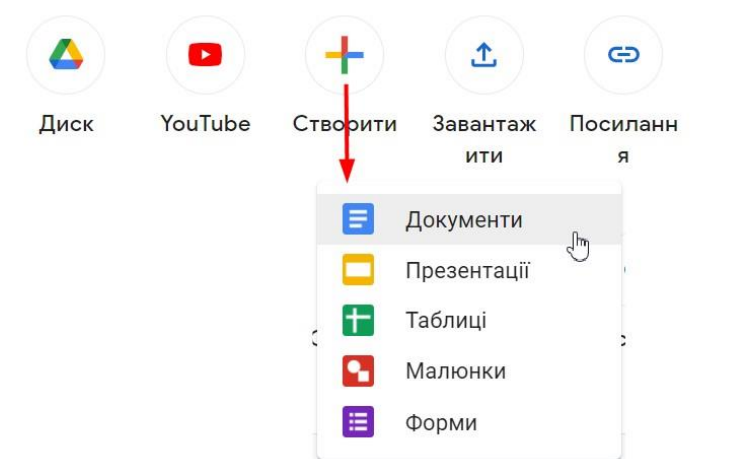 Диск YouTube Створити Завантаж Посиланн
ити я
Документи
Презентації
Таблиці
Малюнки
Форми